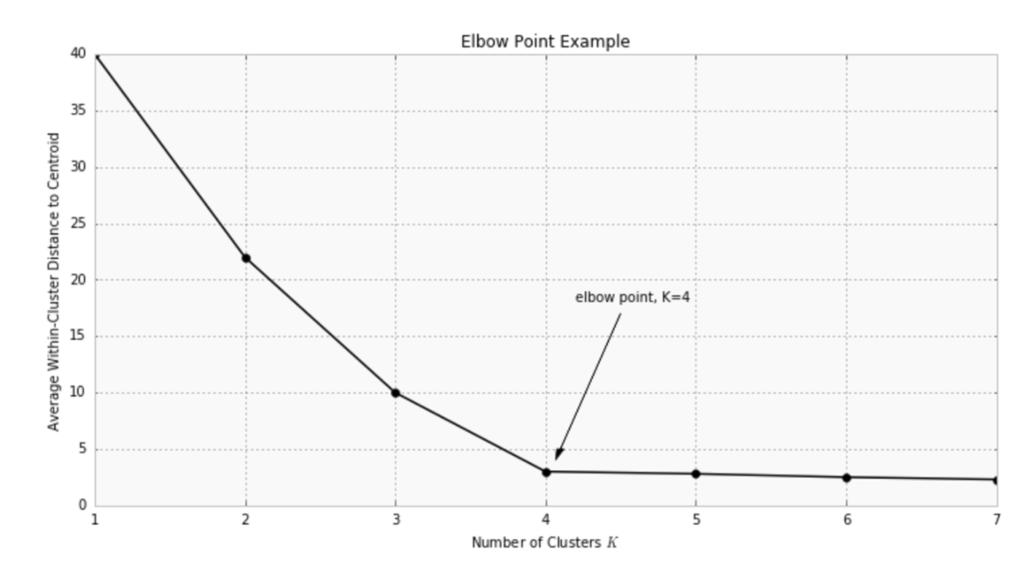 Elbow Point Example
40
35
30
25
20
15
10
5
0
Average Within-Cluster Distance to Centroid
elbow point, K=4
1 2 3 4 5 6 7
Number of Clusters K